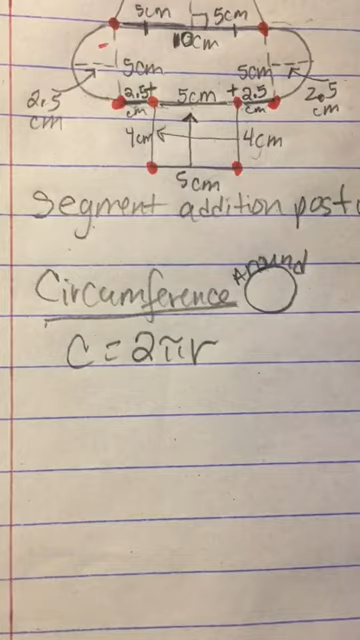 5cm 5cm
10cm
5cm 5cm
2.5 cm 2.5 cm + 5cm + 2.5 cm 2.5 cm
4cm 4cm
5cm
Segment addition post
Around
Circumference
C = 2πr